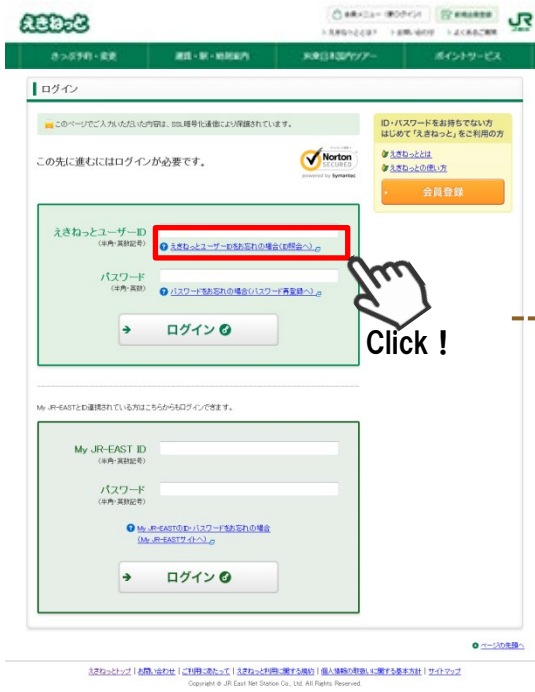 えきねっと
会員メニュー（要ログイン）
新規会員登録
JR
えきねっととは?
お問い合わせ
よくあるご質問
きっぷ予約・変更
運賃・駅・時刻案内
JR東日本国内ツアー
ポイントサービス
ログイン
このページでご入力いただいた内容は、SSL暗号化通信により保護されています。
この先に進むにはログインが必要です。
Norton
SECURED
powered by Symantec
ID・パスワードをお持ちでない方
はじめて「えきねっと」をご利用の方
えきねっととは
えきねっとの使い方
会員登録
えきねっとユーザーID
(半角・英数記号)
えきねっとユーザーIDをお忘れの場合(ID照会へ)
パスワード
(半角・英数)
パスワードをお忘れの場合(パスワード再登録へ)
ログイン
Click！
My JR-EASTとID連携されている方はこちらからもログインできます。
My JR-EAST ID
(半角・英数記号)
パスワード
(半角・英数記号)
My JR-EASTのID・パスワードをお忘れの場合
(My JR-EASTサイトへ)
ログイン
ページの先頭へ
えきねっとトップ | お問い合わせ | ご利用にあたって | えきねっと利用に関する規約 | 個人情報の取扱いに関する基本方針 | サイトマップ
Copyright © JR East Net Station Co., Ltd. All Rights Reserved.